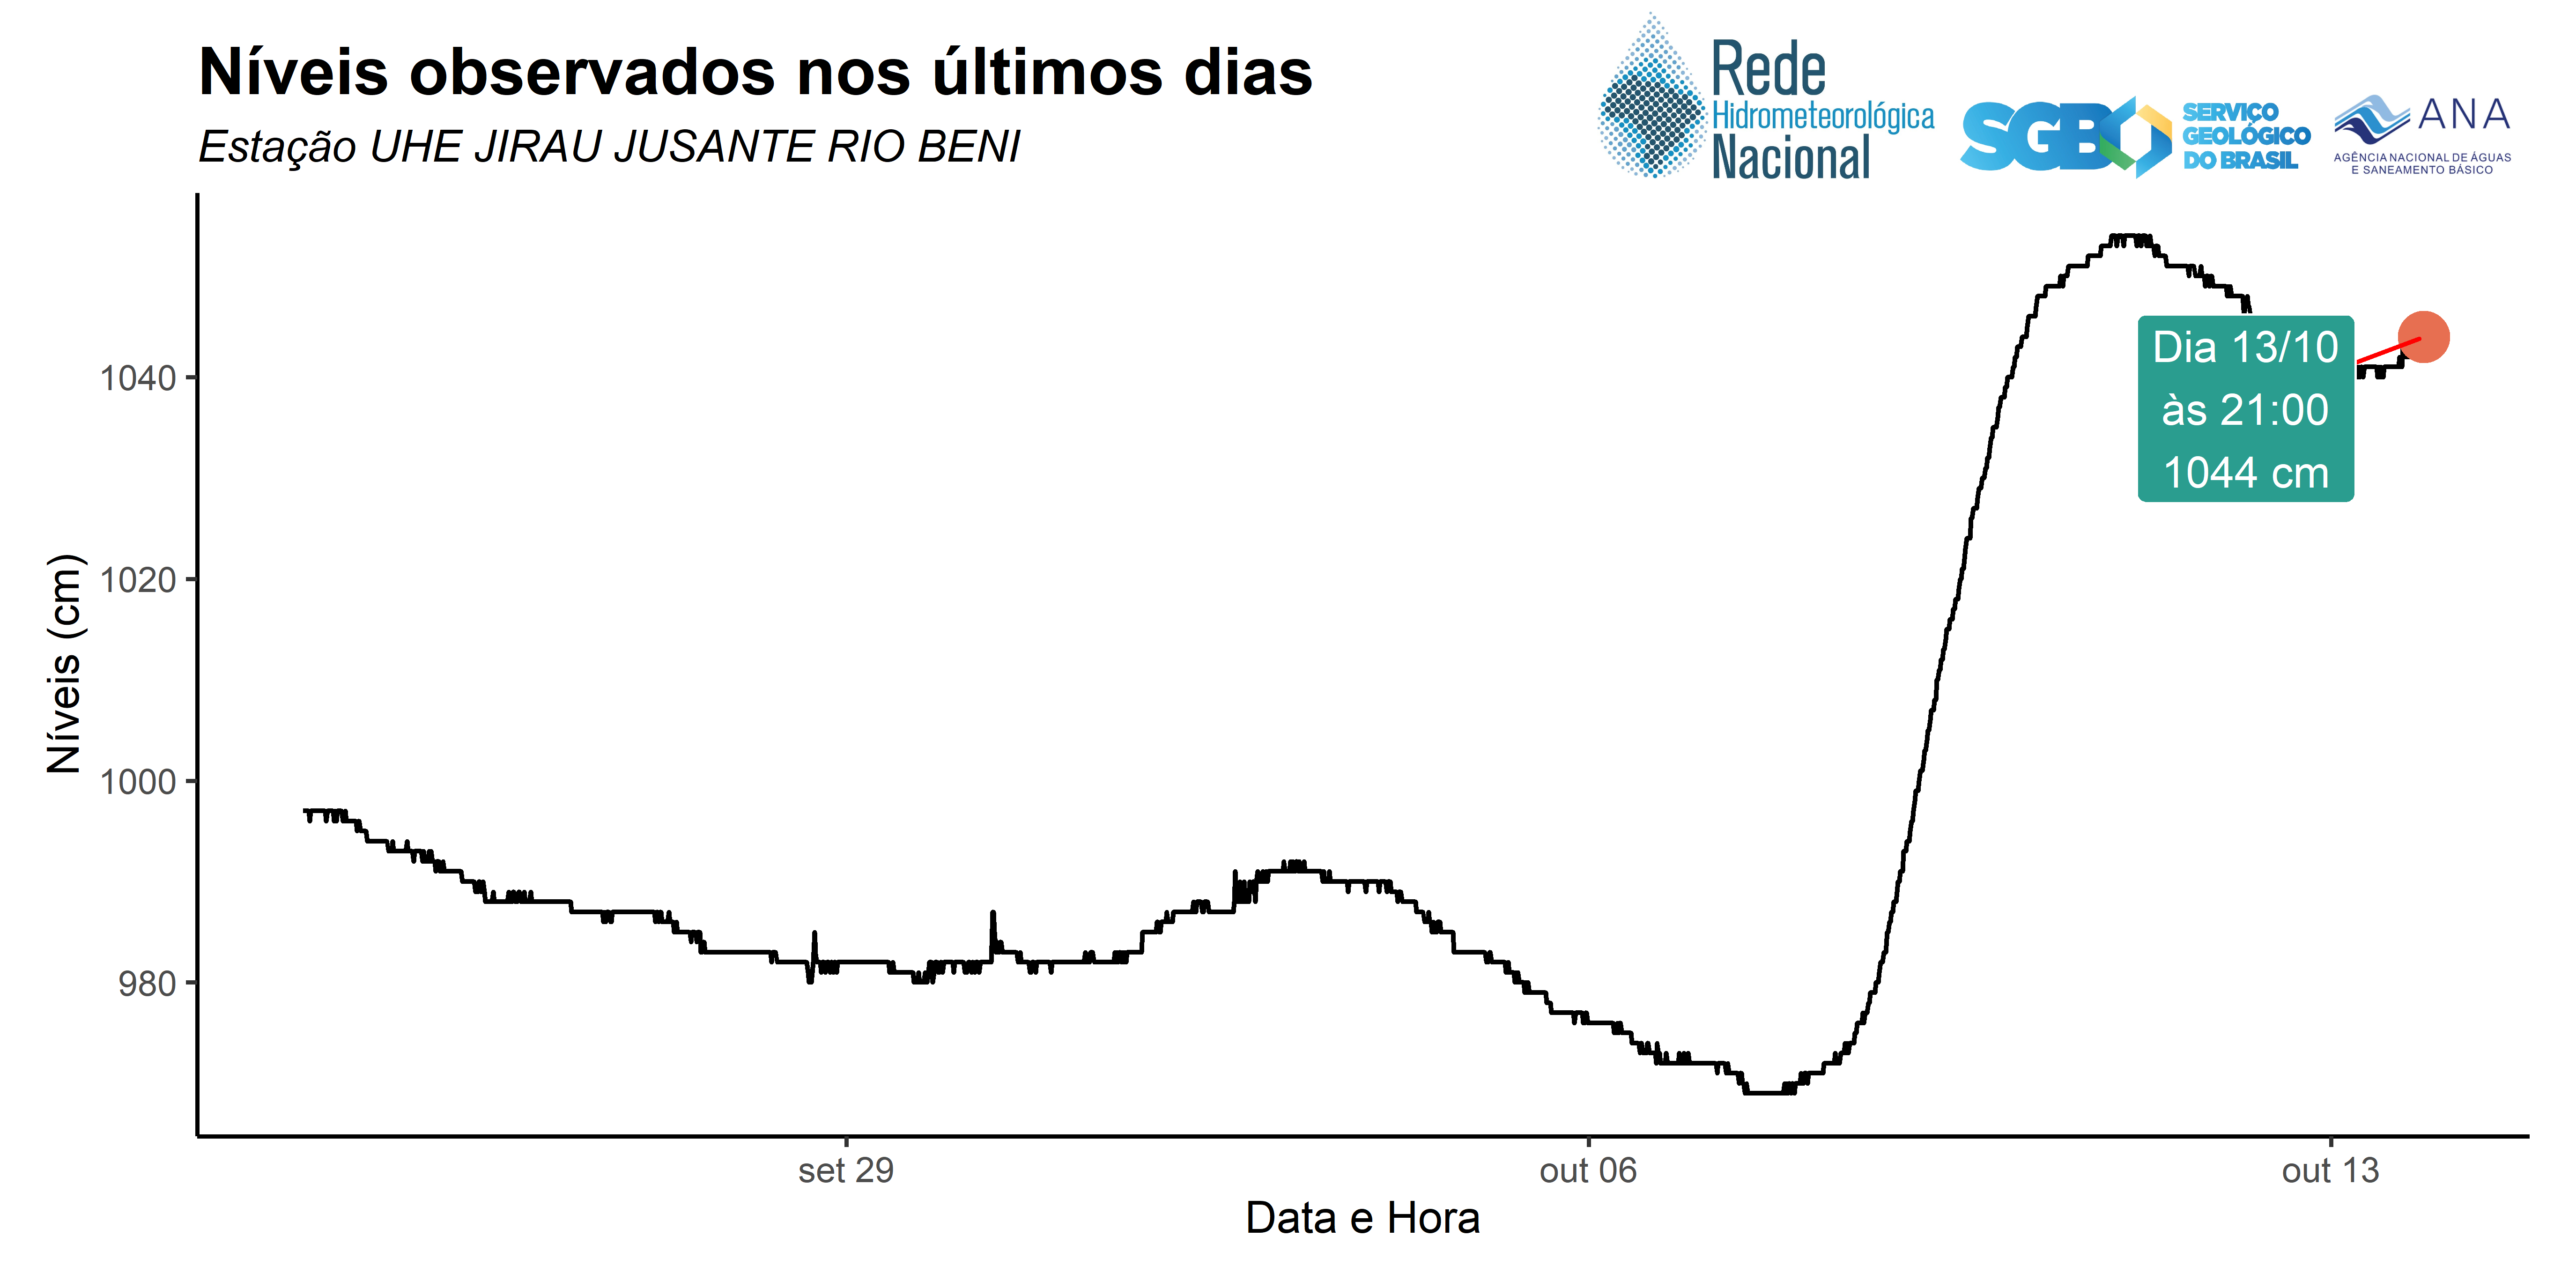 Níveis observados nos últimos dias
Estação UHE JIRAU JUSANTE RIO BENI
Rede
Hidrometeorológica
Nacional
SGB
SERVIÇO
GEOLÓGICO
DO BRASIL
ANA
AGÊNCIA NACIONAL DE ÁGUAS
E SANEAMENTO BÁSICO
Níveis (cm)
1040
1020
1000
980
Dia 13/10
às 21:00
1044 cm
set 29
out 06
out 13
Data e Hora